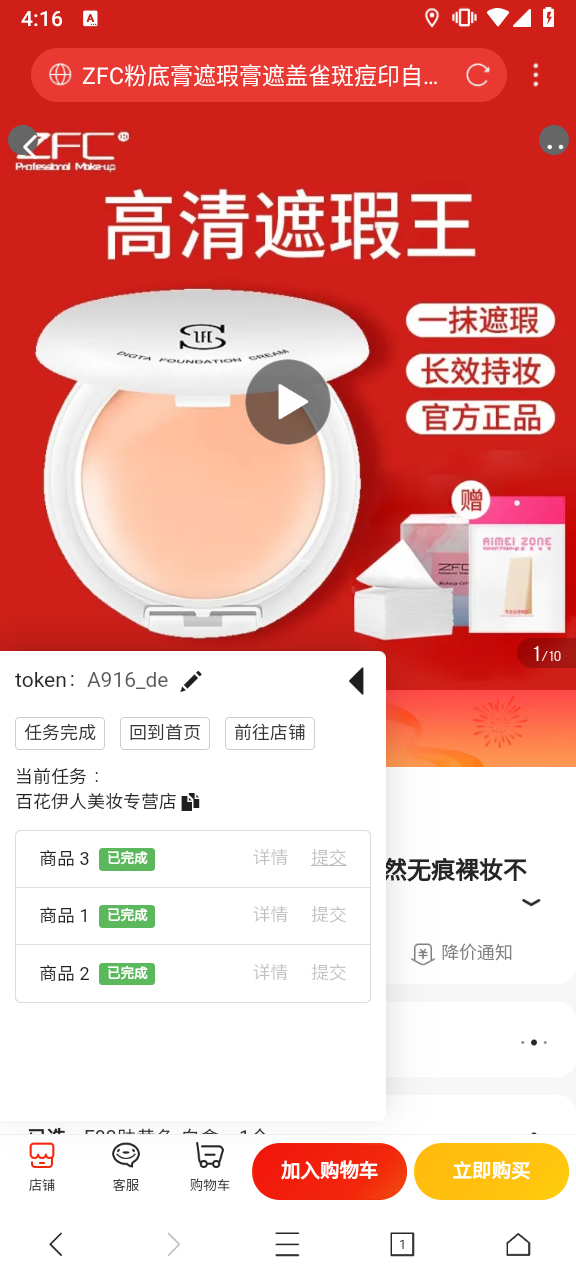 4:16
ZFC粉底膏遮瑕膏遮盖雀斑痘印自...
ZFC®
Professional Make-up
高清遮瑕王
DIGTA FOUNDATION CREAM
一抹遮瑕
长效持妆
官方正品
赠
AIMEI ZONE
ZFC
1/10
token: A916_de
任务完成 回到首页 前往店铺
当前任务：
百花伊人美妆专营店
商品 3 已完成 详情 提交
商品 1 已完成 详情 提交
商品 2 已完成 详情 提交
然无痕裸妆不
降价通知
店铺 客服 购物车 加入购物车 立即购买
1